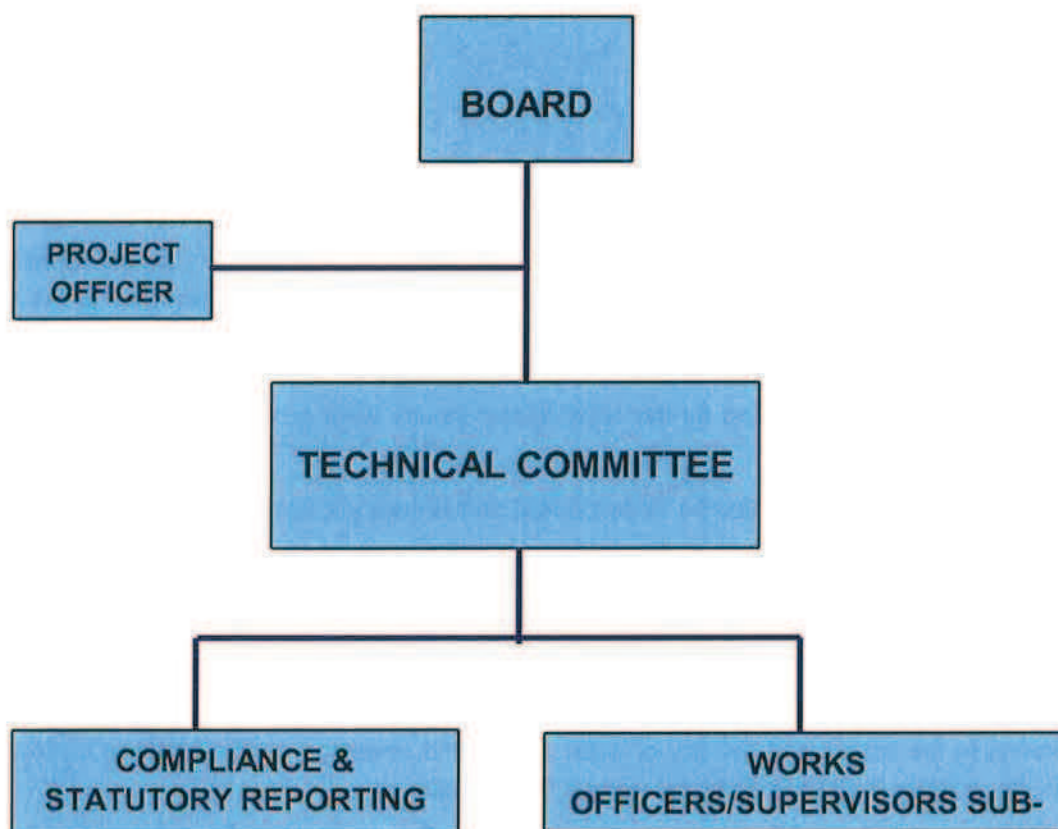 BOARD
PROJECT
OFFICER
TECHNICAL COMMITTEE
COMPLIANCE &
STATUTORY REPORTING
WORKS
OFFICERS/SUPERVISORS SUB-